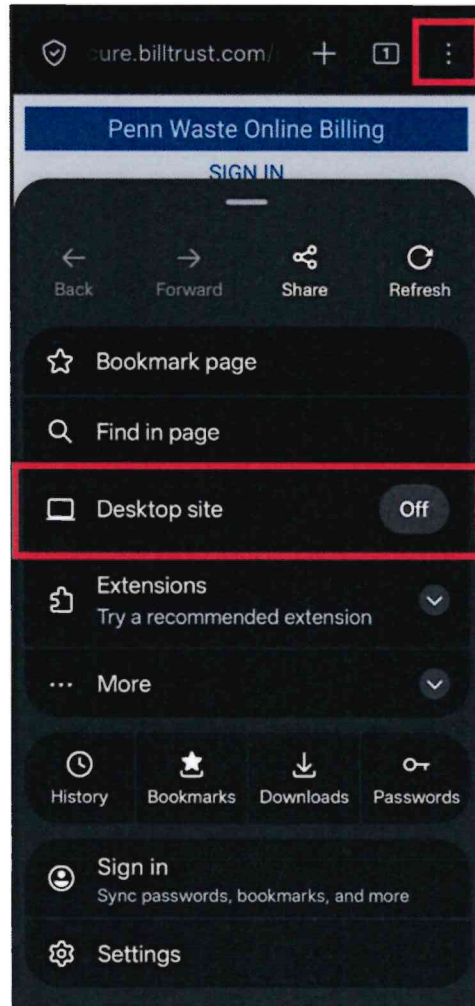 cure.billtrust.com/ 1
Penn Waste Online Billing
SIGN IN
Back Forward Share Refresh
Bookmark page
Find in page
Desktop site Off
Extensions
Try a recommended extension
More
History Bookmarks Downloads Passwords
Sign in
Sync passwords, bookmarks, and more
Settings